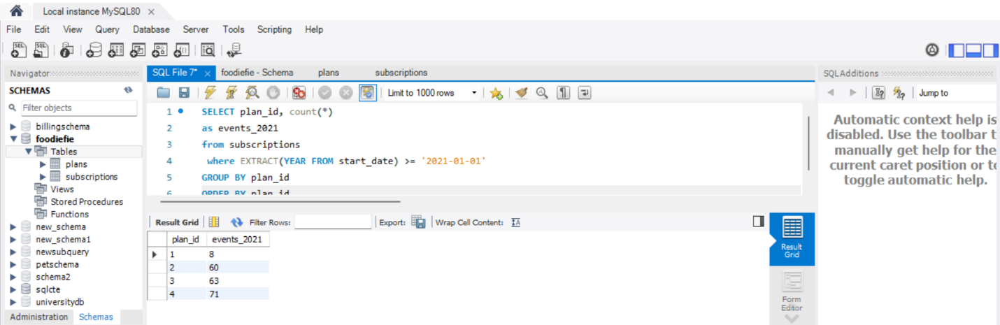 Local instance MySQL80 ×
File Edit View Query Database Server Tools Scripting Help
Navigator
SCHEMAS
Filter objects
billingschema
foodiefie
Tables
plans
subscriptions
Views
Stored Procedures
Functions
new_schema
new_schema1
newsubquery
petschema
schema2
sqlcte
universitydb
Administration Schemas
SQL File 7* × foodiefie - Schema plans subscriptions
Limit to 1000 rows
1 SELECT plan_id, count(*)
2 as events_2021
3 from subscriptions
4 where EXTRACT(YEAR FROM start_date) >= '2021-01-01'
5 GROUP BY plan_id
6 ORDER BY plan_id
Result Grid Filter Rows: Export: Wrap Cell Content: IA
plan_id events_2021
1 8
2 60
3 63
4 71
Result
Grid
Form
Editor
SQLAdditions
Jump to
Automatic context help is
disabled. Use the toolbar t
manually get help for the
current caret position or to
toggle automatic help.